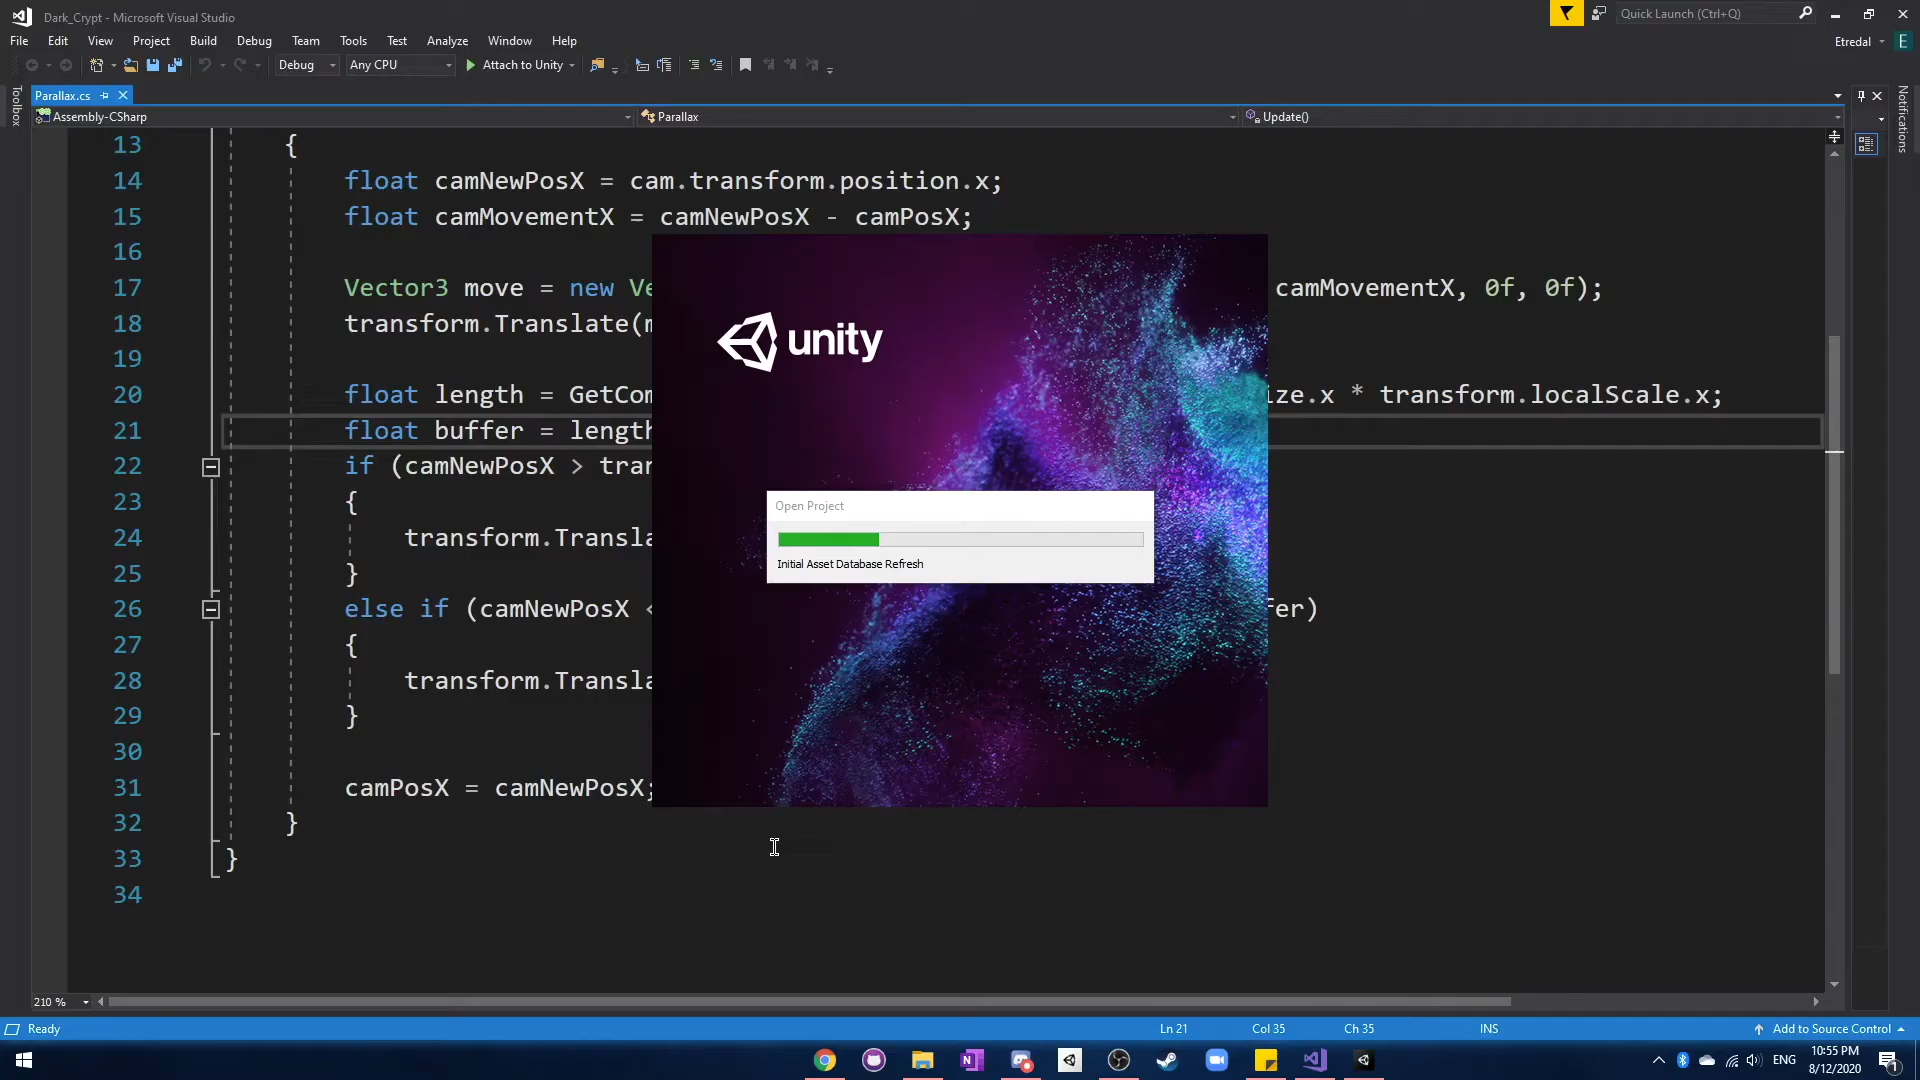 Dark_Crypt - Microsoft Visual Studio
Quick Launch (Ctrl+Q)
File Edit View Project Build Debug Team Tools Test Analyze Window Help
Etredal E
Debug Any CPU Attach to Unity
Toolbox
Parallax.cs
Notifications
Assembly-CSharp Parallax Update()
13 {
14 float camNewPosX = cam.transform.position.x;
15 float camMovementX = camNewPosX - camPosX;
16
17 Vector3 move = new Ve camMovementX, 0f, 0f);
18 transform.Translate(m
19
20 float length = GetCom ize.x * transform.localScale.x;
21 float buffer = length
22 if (camNewPosX > tran
23 {
24 transform.Transla
25 }
26 else if (camNewPosX < fer)
27 {
28 transform.Transla
29 }
30
31 camPosX = camNewPosX;
32 }
33 }
34
unity
Open Project
Initial Asset Database Refresh
210 %
Ready Ln 21 Col 35 Ch 35 INS Add to Source Control
ENG 10:55 PM
8/12/2020
1